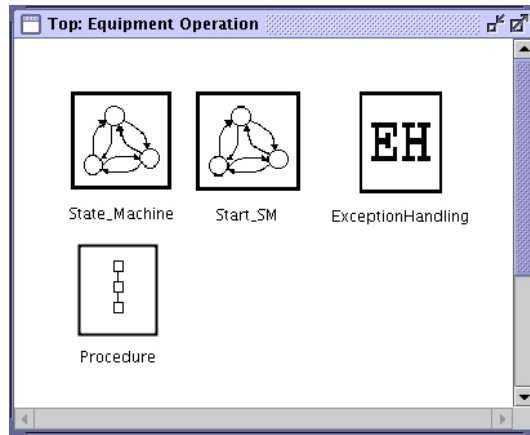 Top: Equipment Operation
EH
State_Machine
Start_SM
ExceptionHandling
Procedure